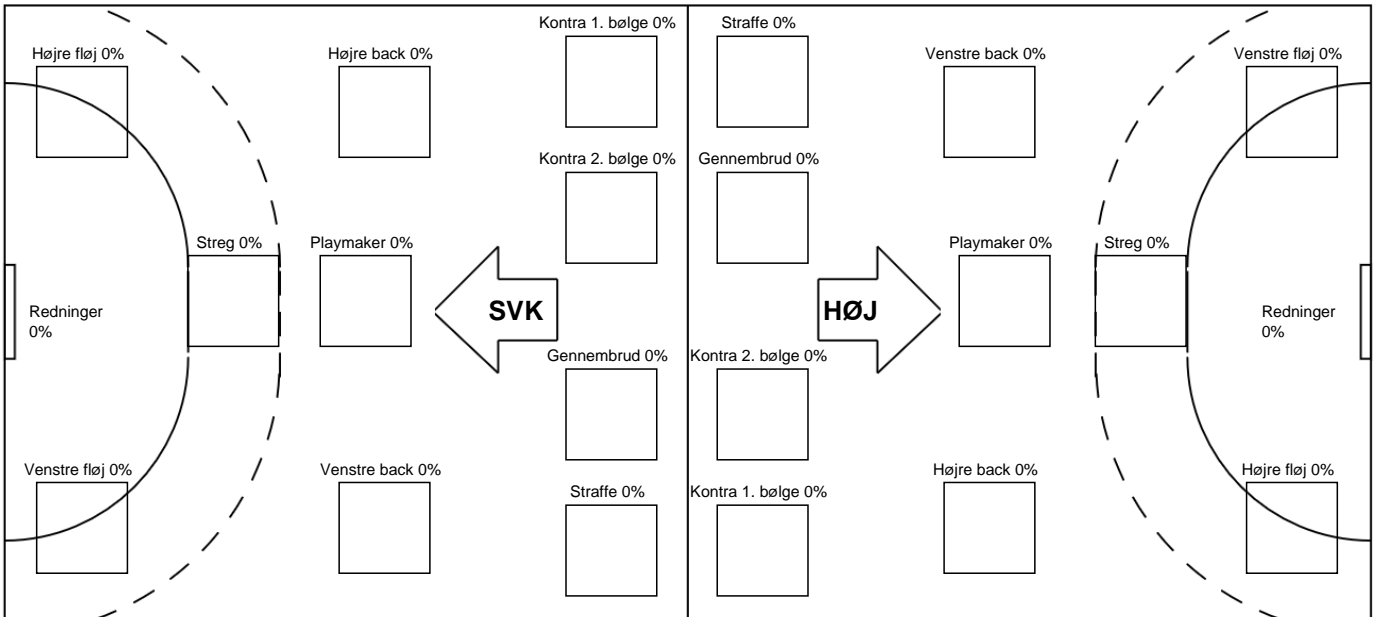 Kontra 1. bølge 0%
Straffe 0%
Højre fløj 0%
Højre back 0%
Venstre back 0%
Venstre fløj 0%
Kontra 2. bølge 0%
Gennembrud 0%
Streg 0%
Playmaker 0%
Playmaker 0%
Streg 0%
SVK
HØJ
Redninger
0%
Redninger
0%
Gennembrud 0%
Kontra 2. bølge 0%
Venstre fløj 0%
Venstre back 0%
Højre back 0%
Højre fløj 0%
Straffe 0%
Kontra 1. bølge 0%